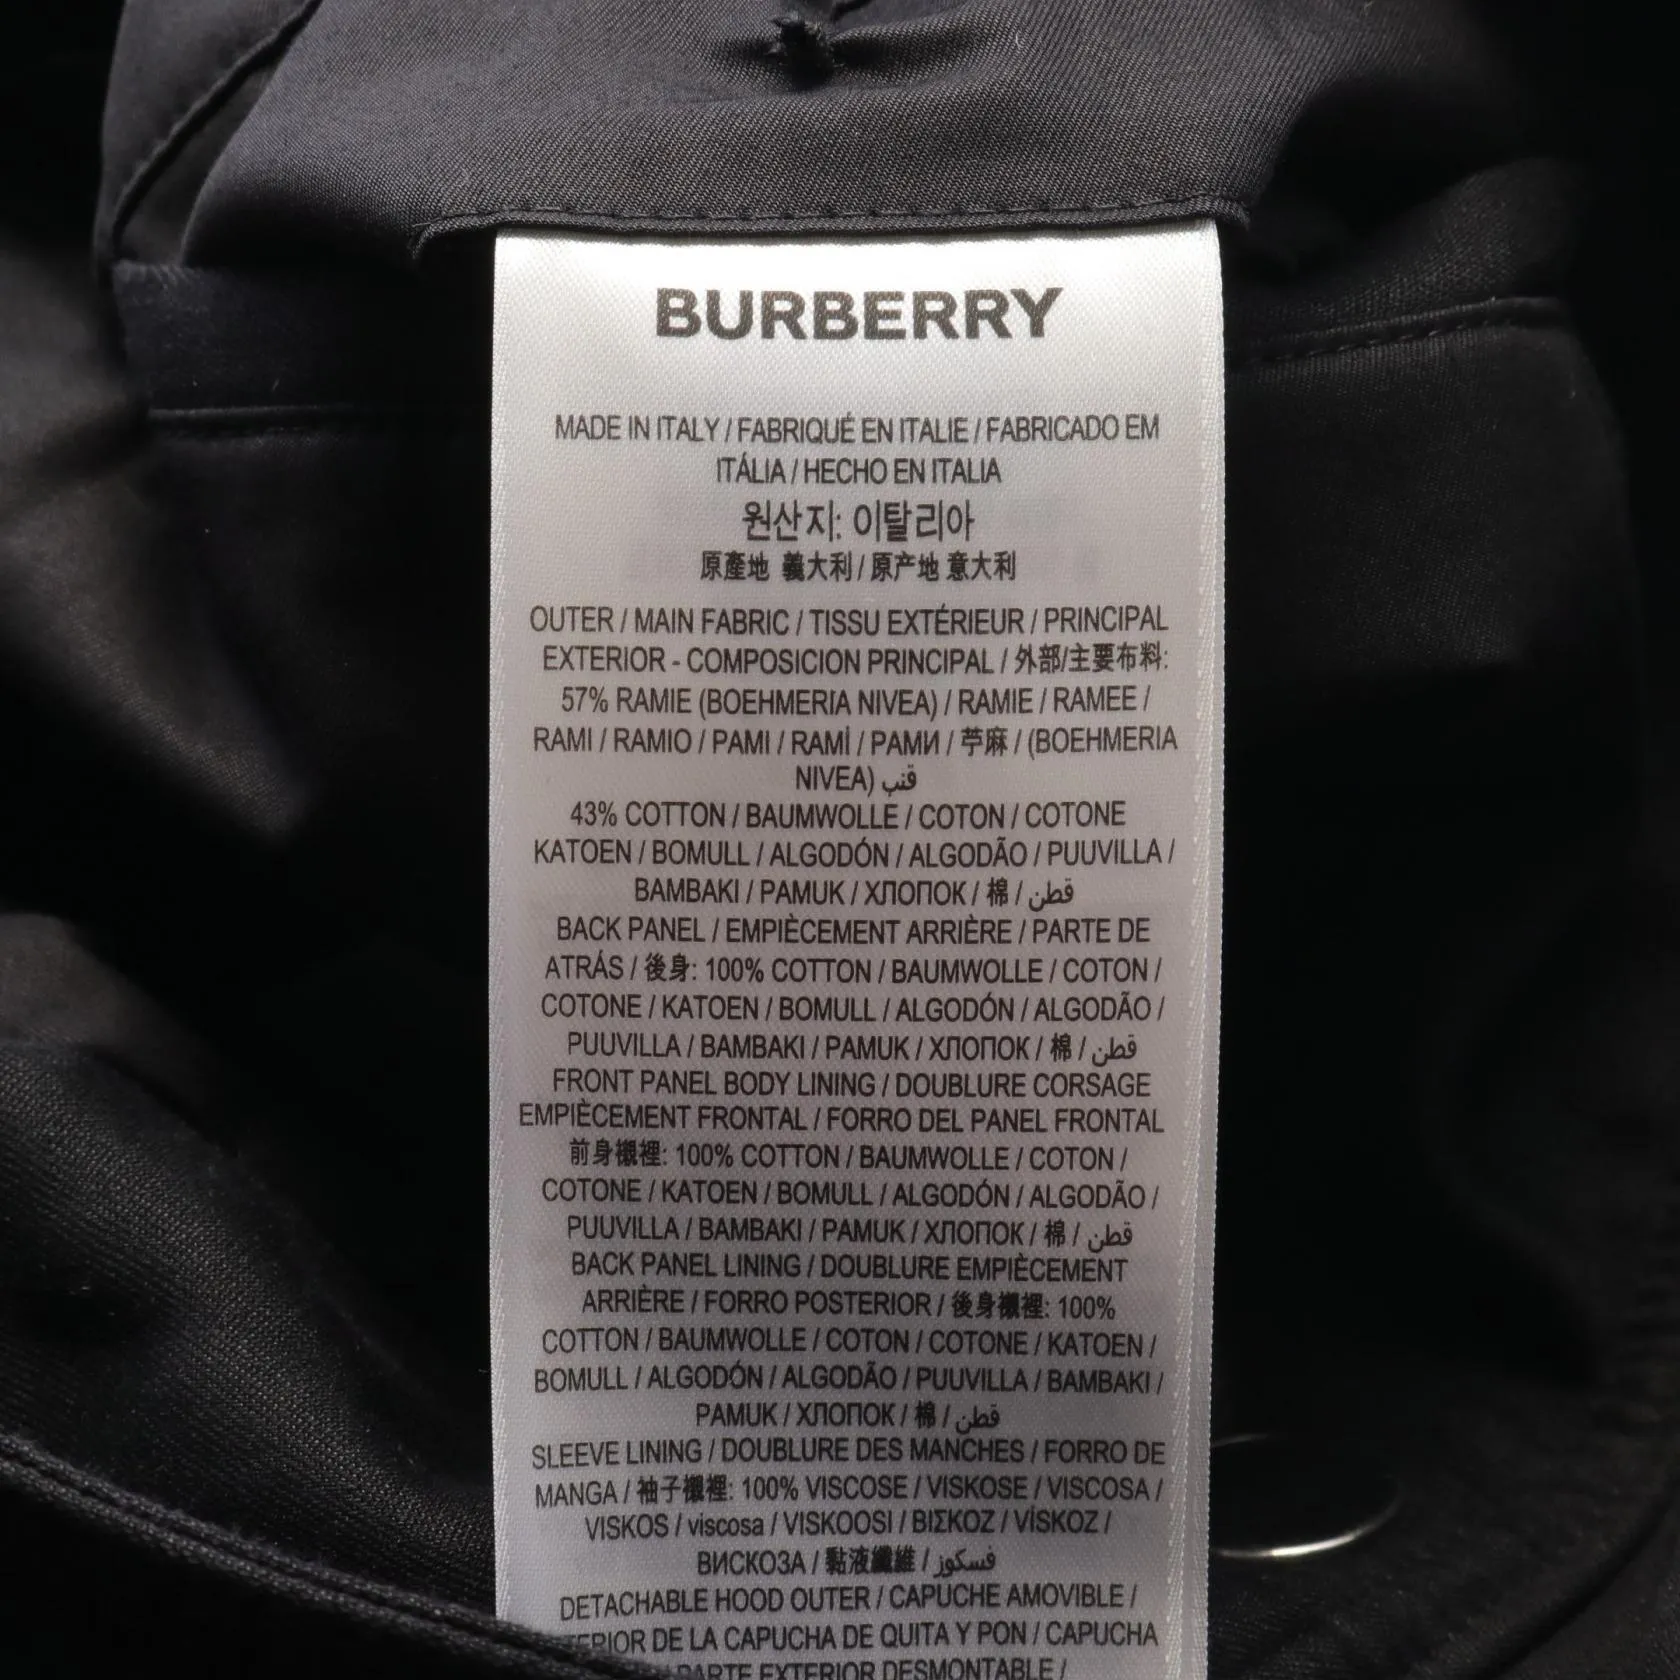 BURBERRY
MADE IN ITALY / FABRIQUÉ EN ITALIE / FABRICADO EM
ITÁLIA / HECHO EN ITALIA
원산지: 이탈리아
原產地 義大利 / 原产地 意大利
OUTER / MAIN FABRIC / TISSU EXTÉRIEUR / PRINCIPAL
EXTERIOR - COMPOSICION PRINCIPAL / 外部/主要布料:
57% RAMIE (BOEHMERIA NIVEA) / RAMIE / RAMEE /
RAMI / RAMIO / ΡΑΜΙ / RAMİ / РАМИ / 苧麻 / (BOEHMERIA
NIVEA) قنب
43% COTTON / BAUMWOLLE / COTON / COTONE
KATOEN / BOMULL / ALGODÓN / ALGODÃO / PUUVILLA /
BAMBAKI / PAMUK / ХЛОПОК / 棉 / قطن
BACK PANEL / EMPIÈCEMENT ARRIÈRE / PARTE DE
ATRÁS / 後身: 100% COTTON / BAUMWOLLE / COTON /
COTONE / KATOEN / BOMULL / ALGODÓN / ALGODÃO /
PUUVILLA / BAMBAKI / PAMUK / ХЛОПОК / 棉 / قطن
FRONT PANEL BODY LINING / DOUBLURE CORSAGE
EMPIÈCEMENT FRONTAL / FORRO DEL PANEL FRONTAL
前身襯裡: 100% COTTON / BAUMWOLLE / COTON /
COTONE / KATOEN / BOMULL / ALGODÓN / ALGODÃO /
PUUVILLA / BAMBAKI / PAMUK / ХЛОПОК / 棉 / قطن
BACK PANEL LINING / DOUBLURE EMPIÈCEMENT
ARRIÈRE / FORRO POSTERIOR / 後身襯裡: 100%
COTTON / BAUMWOLLE / COTON / COTONE / KATOEN /
BOMULL / ALGODÓN / ALGODÃO / PUUVILLA / BAMBAKI /
PAMUK / ХЛОПОК / 棉 / قطن
SLEEVE LINING / DOUBLURE DES MANCHES / FORRO DE
MANGA / 袖子襯裡: 100% VISCOSE / VISKOSE / VISCOSA /
VISKOS / viscosa / VISKOOSI / ΒΙΣΚΟΖ / VİSKOZ /
ВИСКОЗА / 黏液纖維 / فسكوز
DETACHABLE HOOD OUTER / CAPUCHE AMOVIBLE /
DE LA CAPUCHA DE QUITA Y PON / CAPUCHA
PARTE EXTERIOR DESMONTABLE /